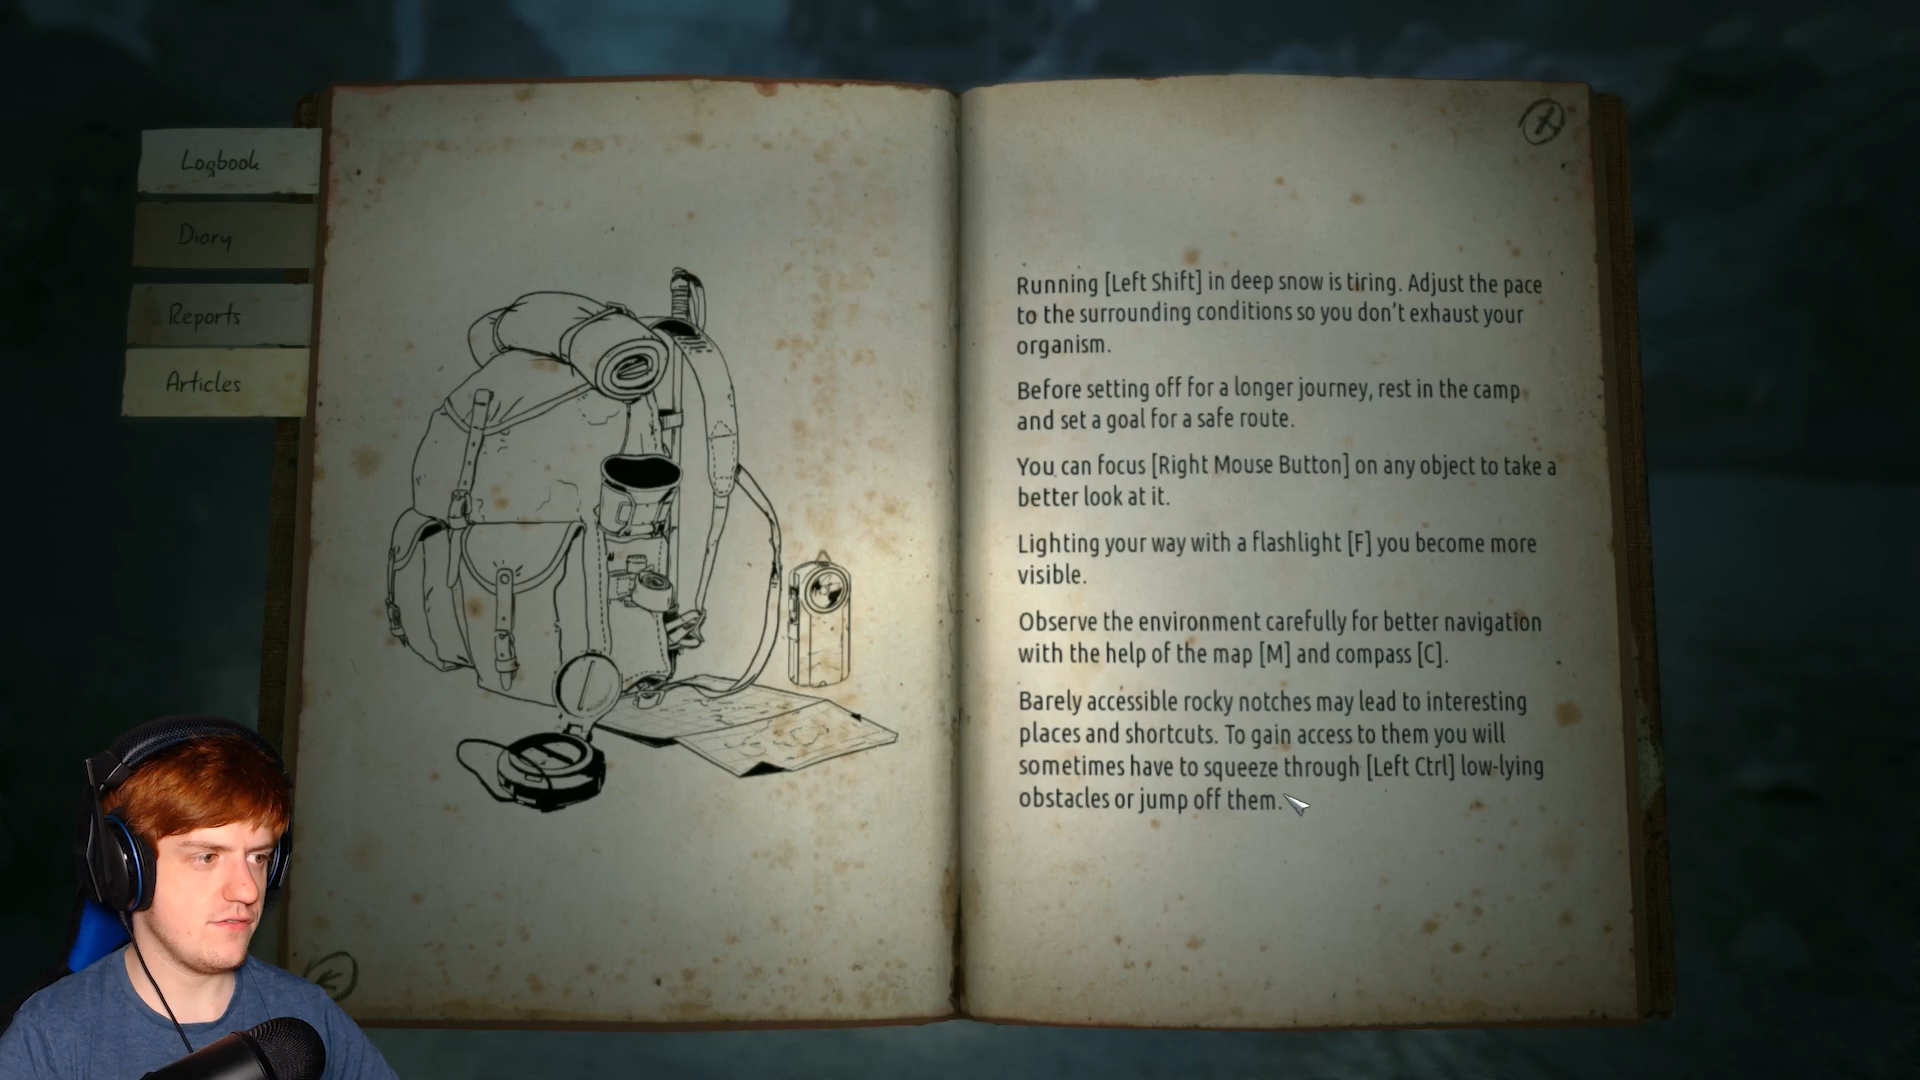 Logbook
Diary
Reports
Articles
Running [Left Shift] in deep snow is tiring. Adjust the pace
to the surrounding conditions so you don't exhaust your
organism.
Before setting off for a longer journey, rest in the camp
and set a goal for a safe route.
You can focus [Right Mouse Button] on any object to take a
better look at it.
Lighting your way with a flashlight [F] you become more
visible.
Observe the environment carefully for better navigation
with the help of the map [M] and compass [C].
Barely accessible rocky notches may lead to interesting
places and shortcuts. To gain access to them you will
sometimes have to squeeze through [Left Ctrl] low-lying
obstacles or jump off them.